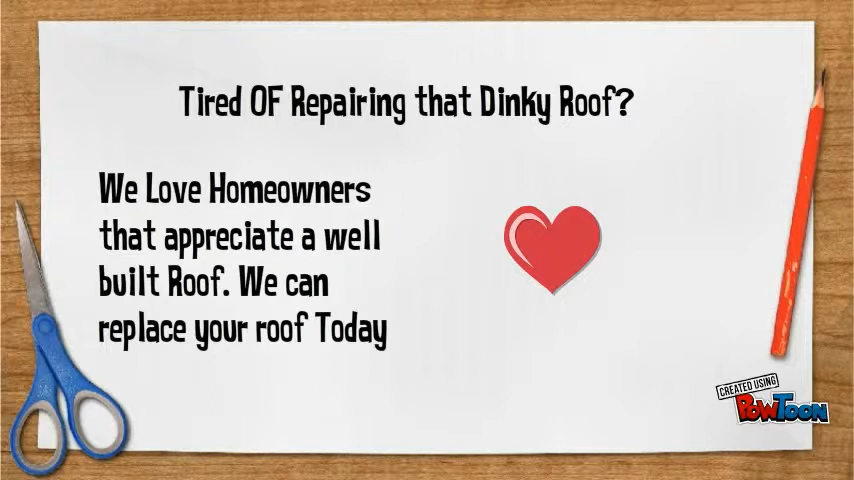 Tired OF Repairing that Dinky Roof?
We Love Homeowners
that appreciate a well
built Roof. We can
replace your roof Today
CREATED USING
POWTOON